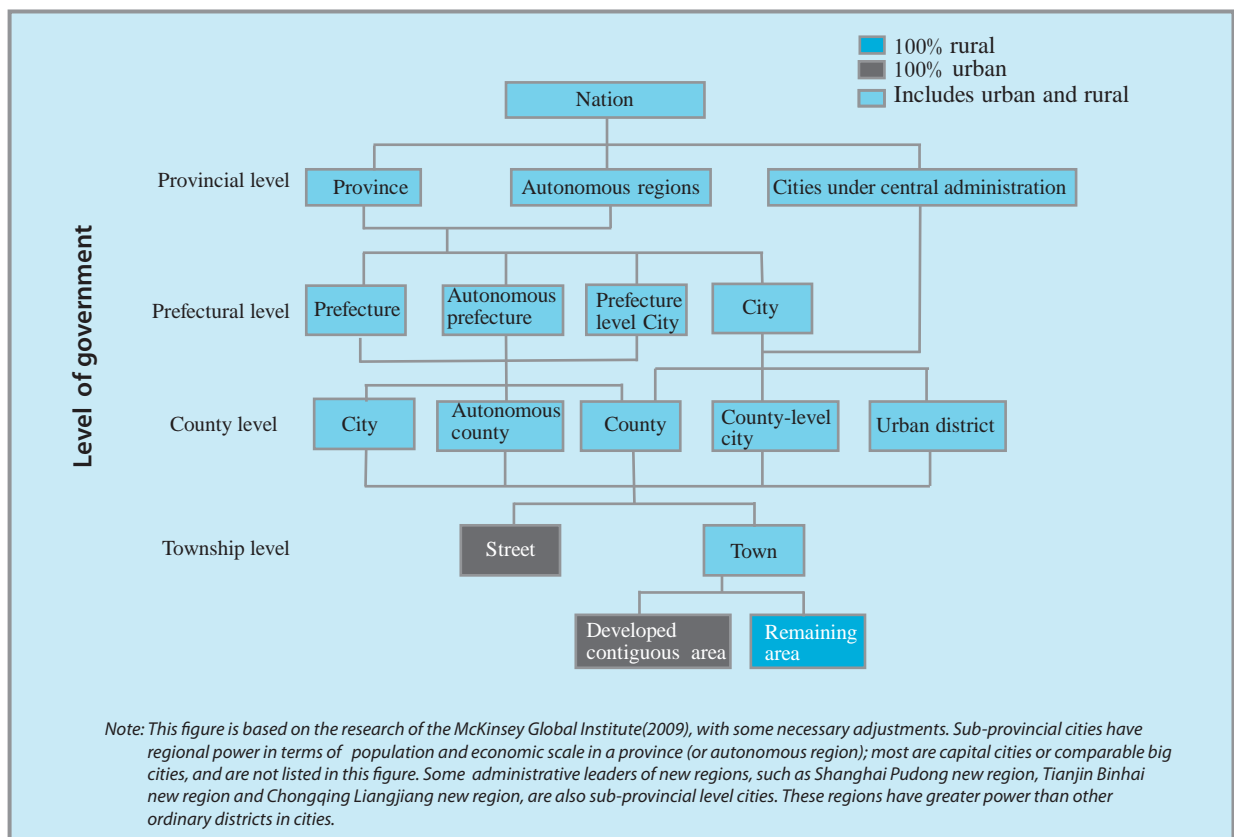 100% rural
100% urban
Includes urban and rural
Nation
Provincial level
Province
Autonomous regions
Cities under central administration
Level of government
Prefectural level
Prefecture
Autonomous
prefecture
Prefecture
level City
City
County level
City
Autonomous
county
County
County-level
city
Urban district
Township level
Street
Town
Developed
contiguous area
Remaining
area
Note: This figure is based on the research of the McKinsey Global Institute(2009), with some necessary adjustments. Sub-provincial cities have
regional power in terms of population and economic scale in a province (or autonomous region); most are capital cities or comparable big
cities, and are not listed in this figure. Some administrative leaders of new regions, such as Shanghai Pudong new region, Tianjin Binhai
new region and Chongqing Liangjiang new region, are also sub-provincial level cities. These regions have greater power than other
ordinary districts in cities.